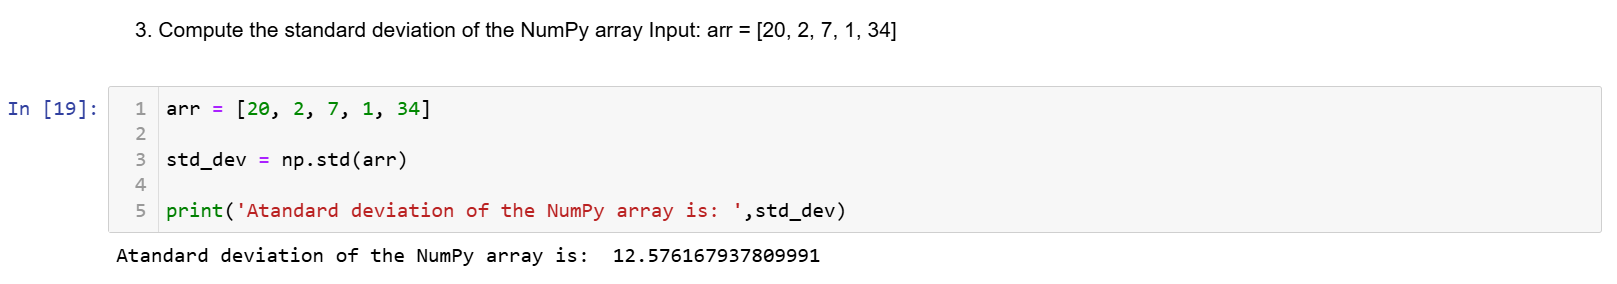 3. Compute the standard deviation of the NumPy array Input: arr = [20, 2, 7, 1, 34]
In [19]:
1 arr = [20, 2, 7, 1, 34]
2
3 std_dev = np.std(arr)
4
5 print('Atandard deviation of the NumPy array is: ',std_dev)
Atandard deviation of the NumPy array is:  12.576167937809991